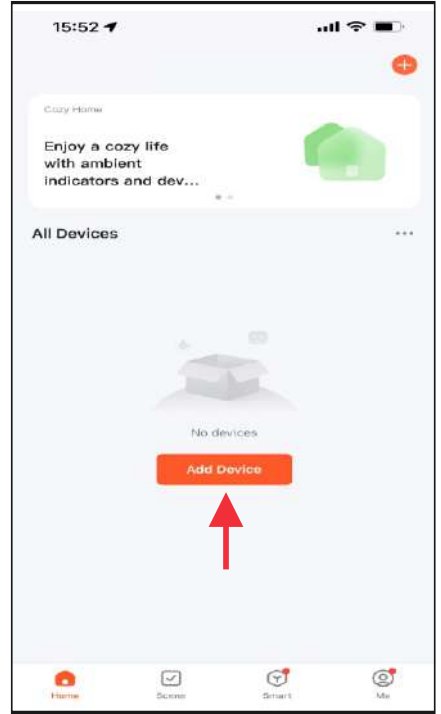 15:52
Cozy Home
Enjoy a cozy life
with ambient
indicators and dev...
All Devices
No devices
Add Device
Home
Scene
Smart
Me